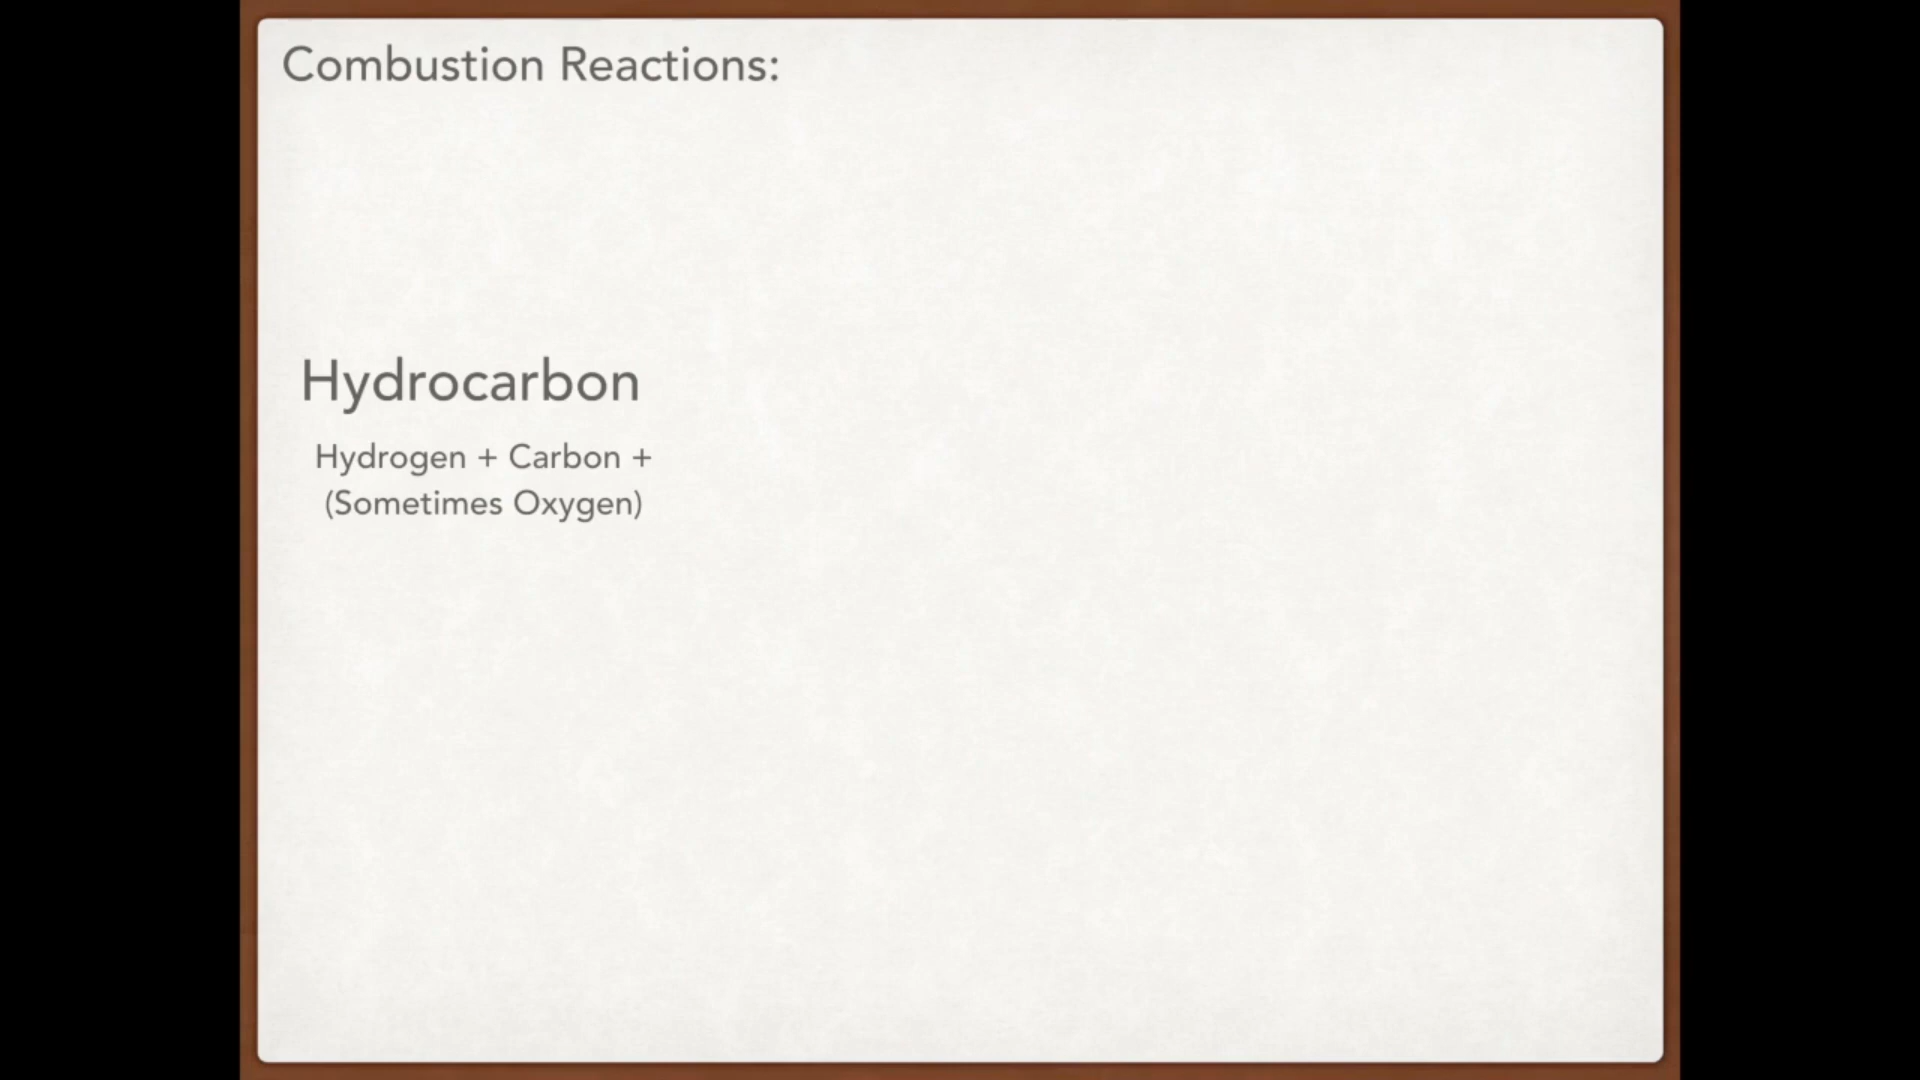 Combustion Reactions:
Hydrocarbon
Hydrogen + Carbon +
(Sometimes Oxygen)